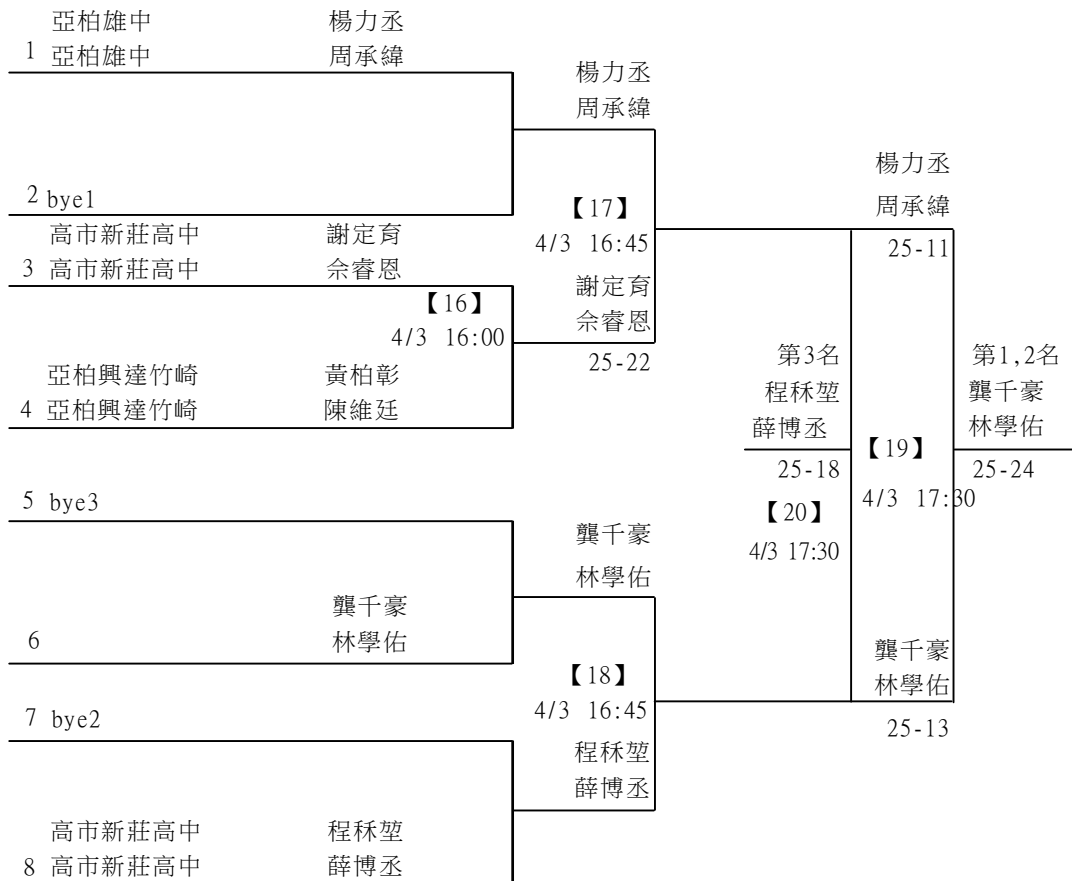 亞柏雄中 楊力丞
1 亞柏雄中 周承緯
楊力丞
周承緯
楊力丞
周承緯
2 bye1
【17】
高市新莊高中 謝定育
4/3 16:45
25-11
3 高市新莊高中 佘睿恩
謝定育
【16】
佘睿恩
4/3 16:00
25-22
第3名
第1,2名
亞柏興達竹崎 黃柏彰
程秝堃
龔千豪
4 亞柏興達竹崎 陳維廷
薛博丞
林學佑
【19】
25-18
25-24
5 bye3
4/3 17:30
【20】
龔千豪
4/3 17:30
林學佑
龔千豪
6 林學佑
龔千豪
【18】
林學佑
7 bye2
4/3 16:45
25-13
程秝堃
薛博丞
高市新莊高中 程秝堃
8 高市新莊高中 薛博丞